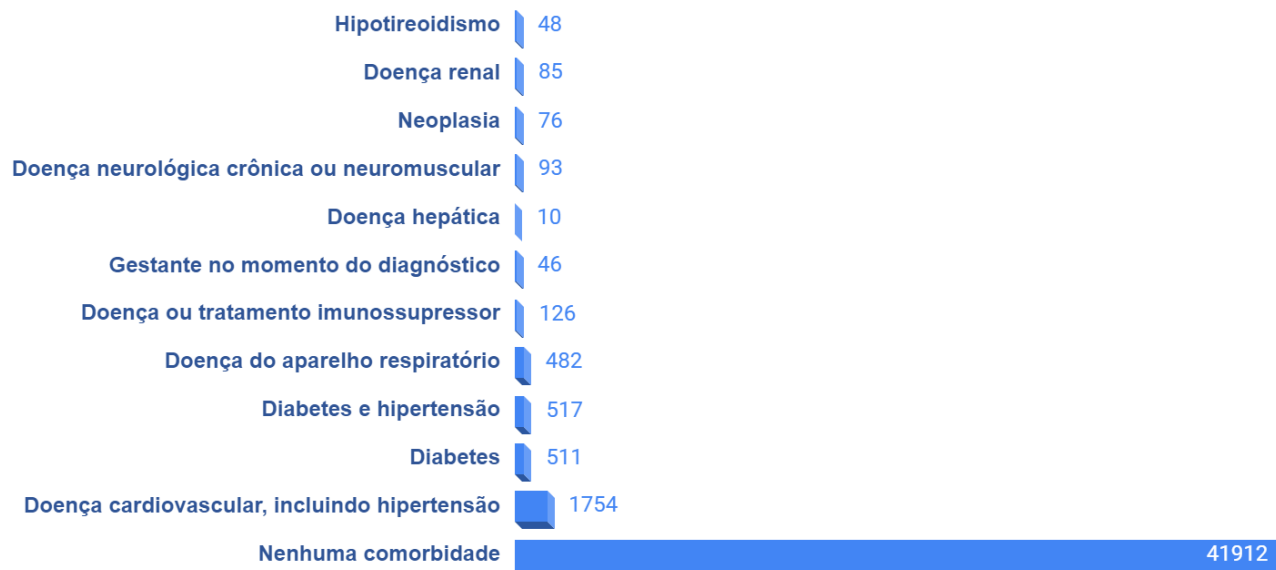 Hipotireoidismo 48
Doença renal 85
Neoplasia 76
Doença neurológica crônica ou neuromuscular 93
Doença hepática 10
Gestante no momento do diagnóstico 46
Doença ou tratamento imunossupressor 126
Doença do aparelho respiratório 482
Diabetes e hipertensão 517
Diabetes 511
Doença cardiovascular, incluindo hipertensão 1754
Nenhuma comorbidade 41912